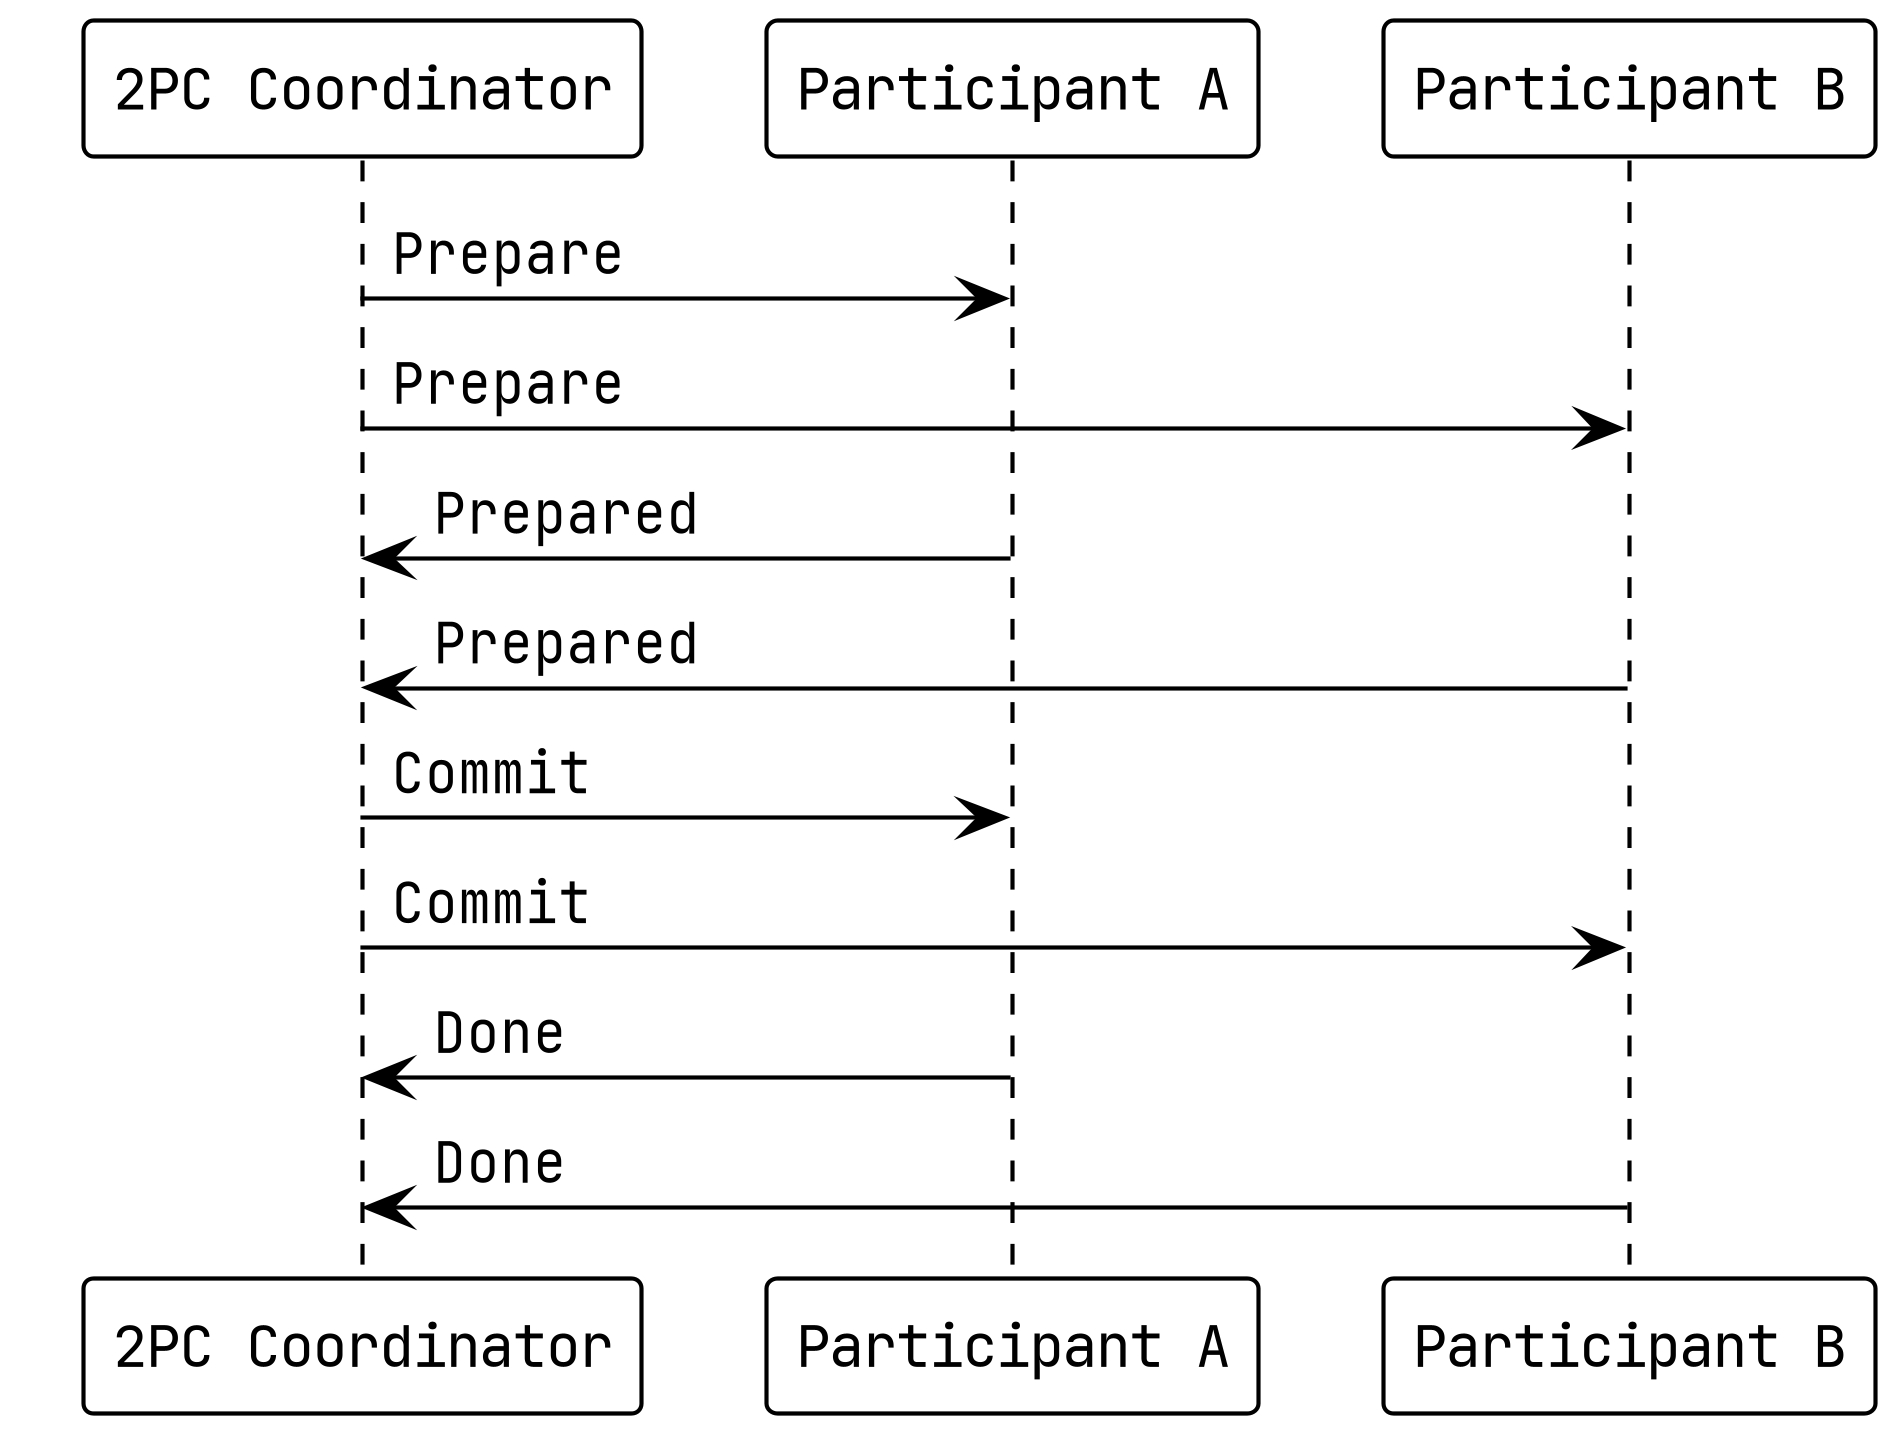 2PC Coordinator
Participant A
Participant B
Prepare
Prepare
Prepared
Prepared
Commit
Commit
Done
Done
2PC Coordinator
Participant A
Participant B